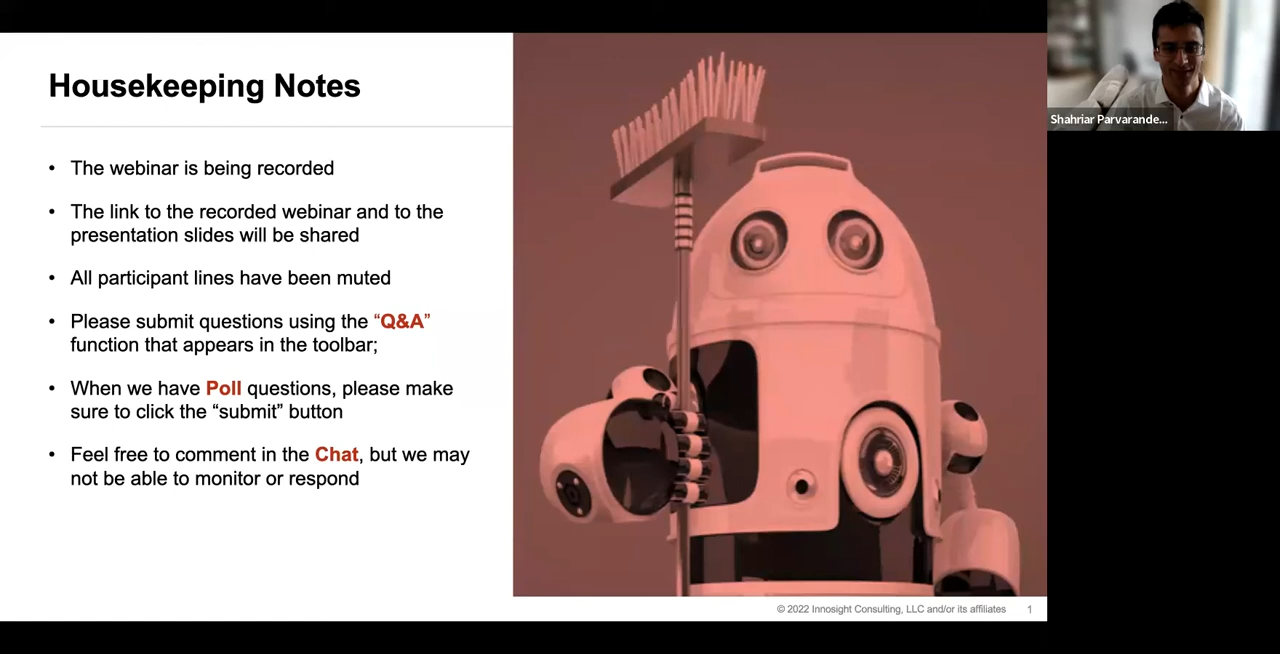 Housekeeping Notes
• The webinar is being recorded
• The link to the recorded webinar and to the
presentation slides will be shared
• All participant lines have been muted
• Please submit questions using the “Q&A”
function that appears in the toolbar;
• When we have Poll questions, please make
sure to click the “submit” button
• Feel free to comment in the Chat, but we may
not be able to monitor or respond
© 2022 Innosight Consulting, LLC and/or its affiliates 1
Shahriar Parvarande...